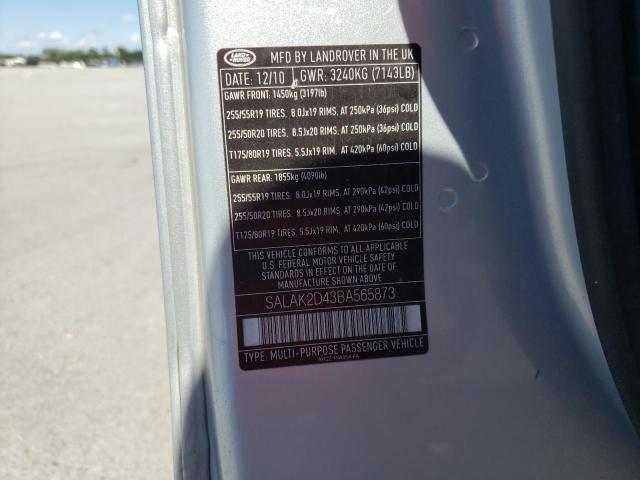 LAND ROVER
MFD BY LANDROVER IN THE UK
DATE: 12/10 GWR: 3240KG (7143LB)
GAWR FRONT: 1450kg (3197lb)
255/55R19 TIRES, 8.0Jx19 RIMS, AT 250kPa (36psi) COLD
255/50R20 TIRES, 8.5Jx20 RIMS, AT 250kPa (36psi) COLD
T175/80R19 TIRES, 5.5Jx19 RIM, AT 420kPa (60psi) COLD
GAWR REAR: 1855kg (4090lb)
255/55R19 TIRES, 8.0Jx19 RIMS, AT 290kPa (42psi) COLD
255/50R20 TIRES, 8.5Jx20 RIMS, AT 290kPa (42psi) COLD
T175/80R19 TIRES, 5.5Jx19 RIM, AT 420kPa (60psi) COLD
THIS VEHICLE CONFORMS TO ALL APPLICABLE
U.S. FEDERAL MOTOR VEHICLE SAFETY
STANDARDS IN EFFECT ON THE DATE OF
MANUFACTURE SHOWN ABOVE
SALAK2D43BA565873
TYPE: MULTI-PURPOSE PASSENGER VEHICLE